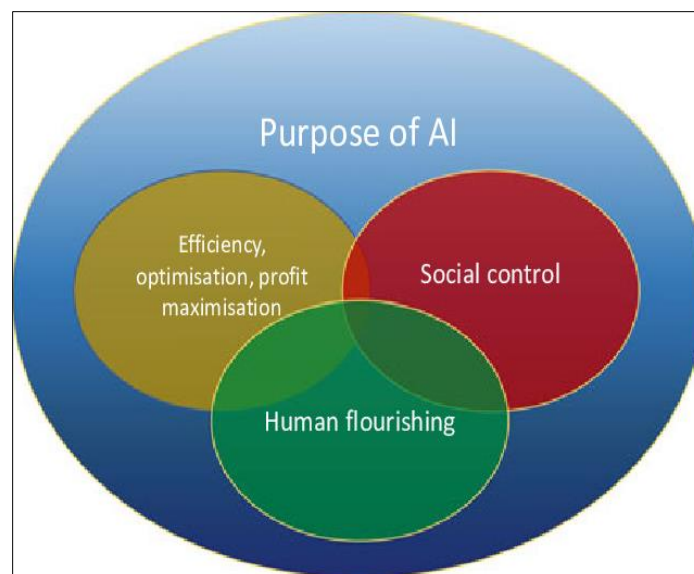 Purpose of AI
Efficiency,
optimisation, profit
maximisation
Social control
Human flourishing